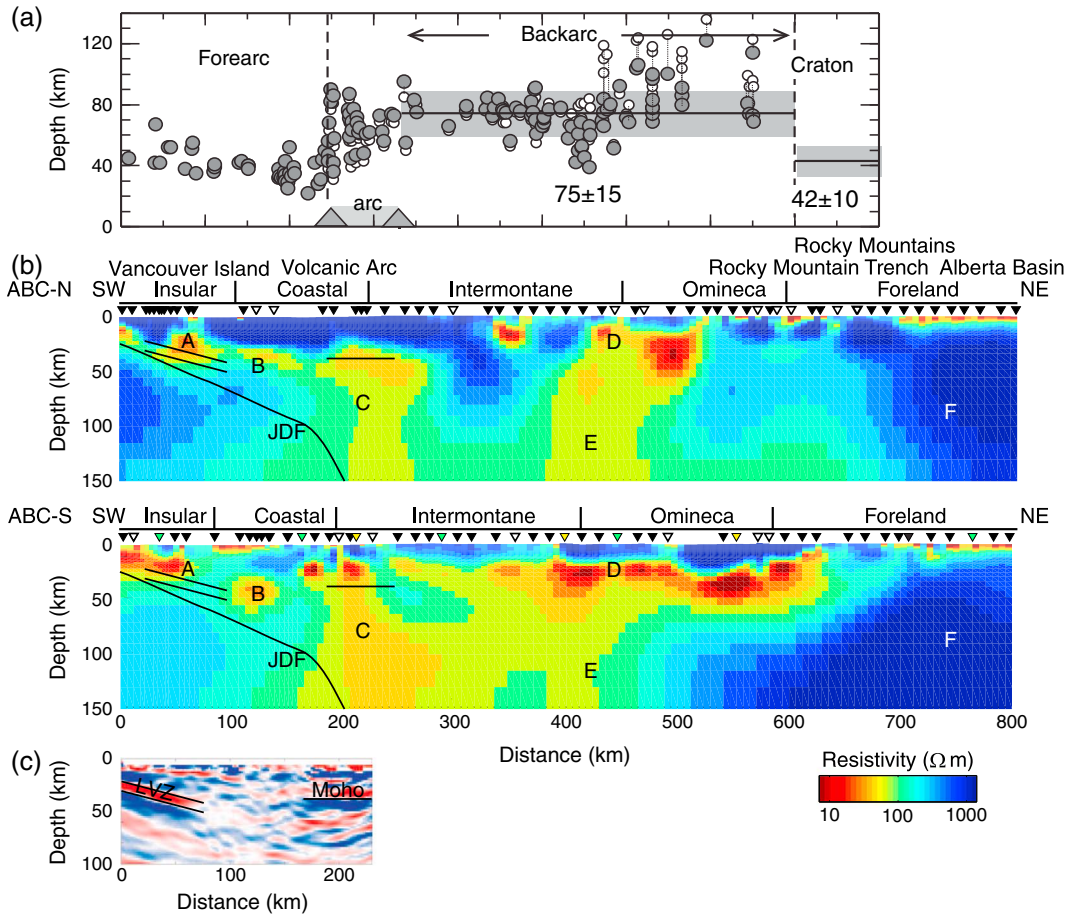 (a)
Depth (km)
120
80
40
0
Forearc
Backarc
Craton
75±15
42±10
arc
(b)
Rocky Mountains
Vancouver Island Volcanic Arc Rocky Mountain Trench Alberta Basin
ABC-N SW Insular Coastal Intermontane Omineca Foreland NE
Depth (km)
0
50
100
150
A
B
C
D
E
F
JDF
ABC-S SW Insular Coastal Intermontane Omineca Foreland NE
Depth (km)
0
50
100
150
A
B
C
D
E
F
JDF
0 100 200 300 400 500 600 700 800
Distance (km)
(c)
Depth (km)
0
50
100
LVZ
Moho
0 100 200
Distance (km)
Resistivity (Ω m)
10 100 1000